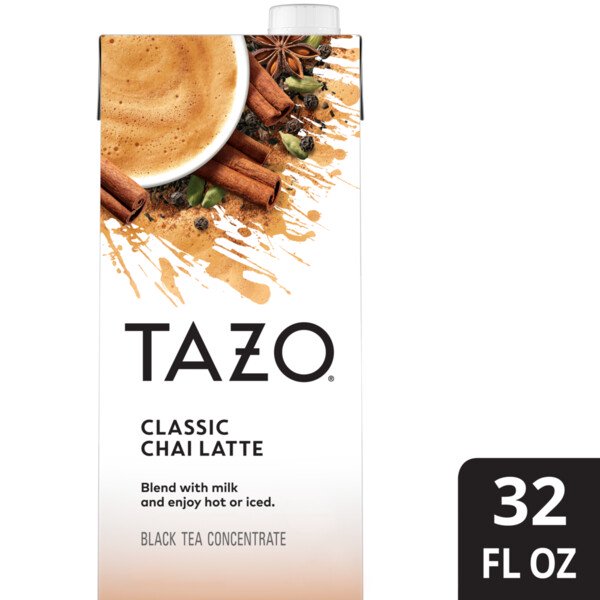 TAZO®
CLASSIC
CHAI LATTE
Blend with milk
and enjoy hot or iced.
BLACK TEA CONCENTRATE
32
FL OZ